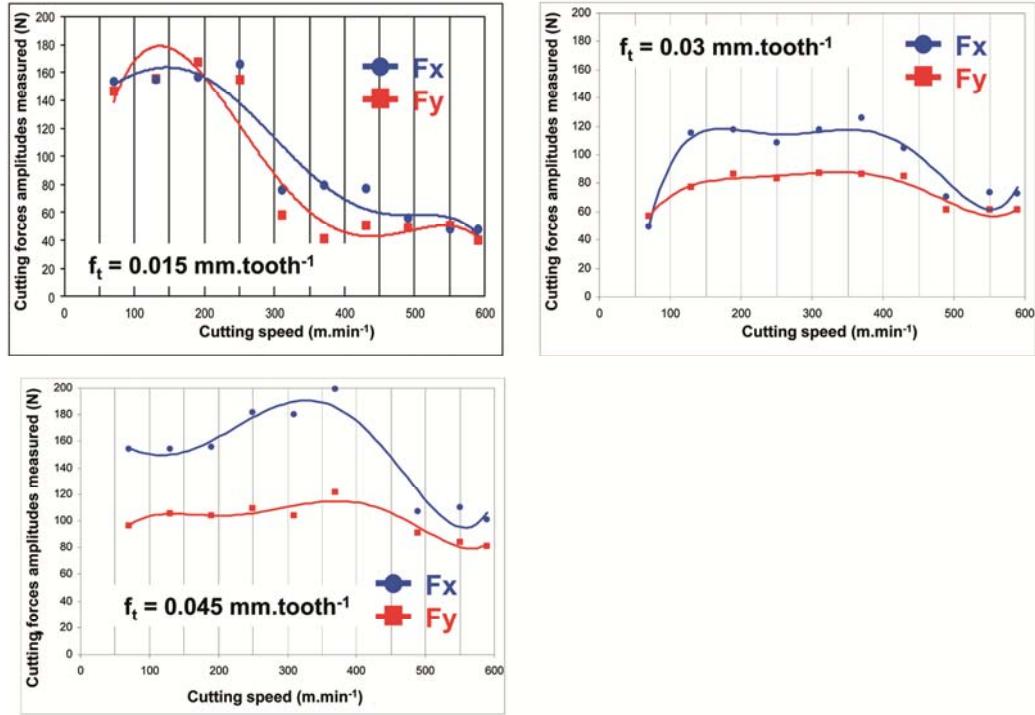 Cutting forces amplitudes measured (N)
200
180
160
140
120
100
80
60
40
20
0
Fx
Fy
fₜ = 0.015 mm.tooth⁻¹
0 100 200 300 400 500 600
Cutting speed (m.min⁻¹)
Cutting forces amplitudes measured (N)
200
180
160
140
120
100
80
60
40
20
0
fₜ = 0.03 mm.tooth⁻¹
Fx
Fy
0 100 200 300 400 500 600
Cutting speed (m.min⁻¹)
Cutting forces amplitudes measured (N)
200
180
160
140
120
100
80
60
40
20
0
Fx
Fy
fₜ = 0.045 mm.tooth⁻¹
0 100 200 300 400 500 600
Cutting speed (m.min⁻¹)